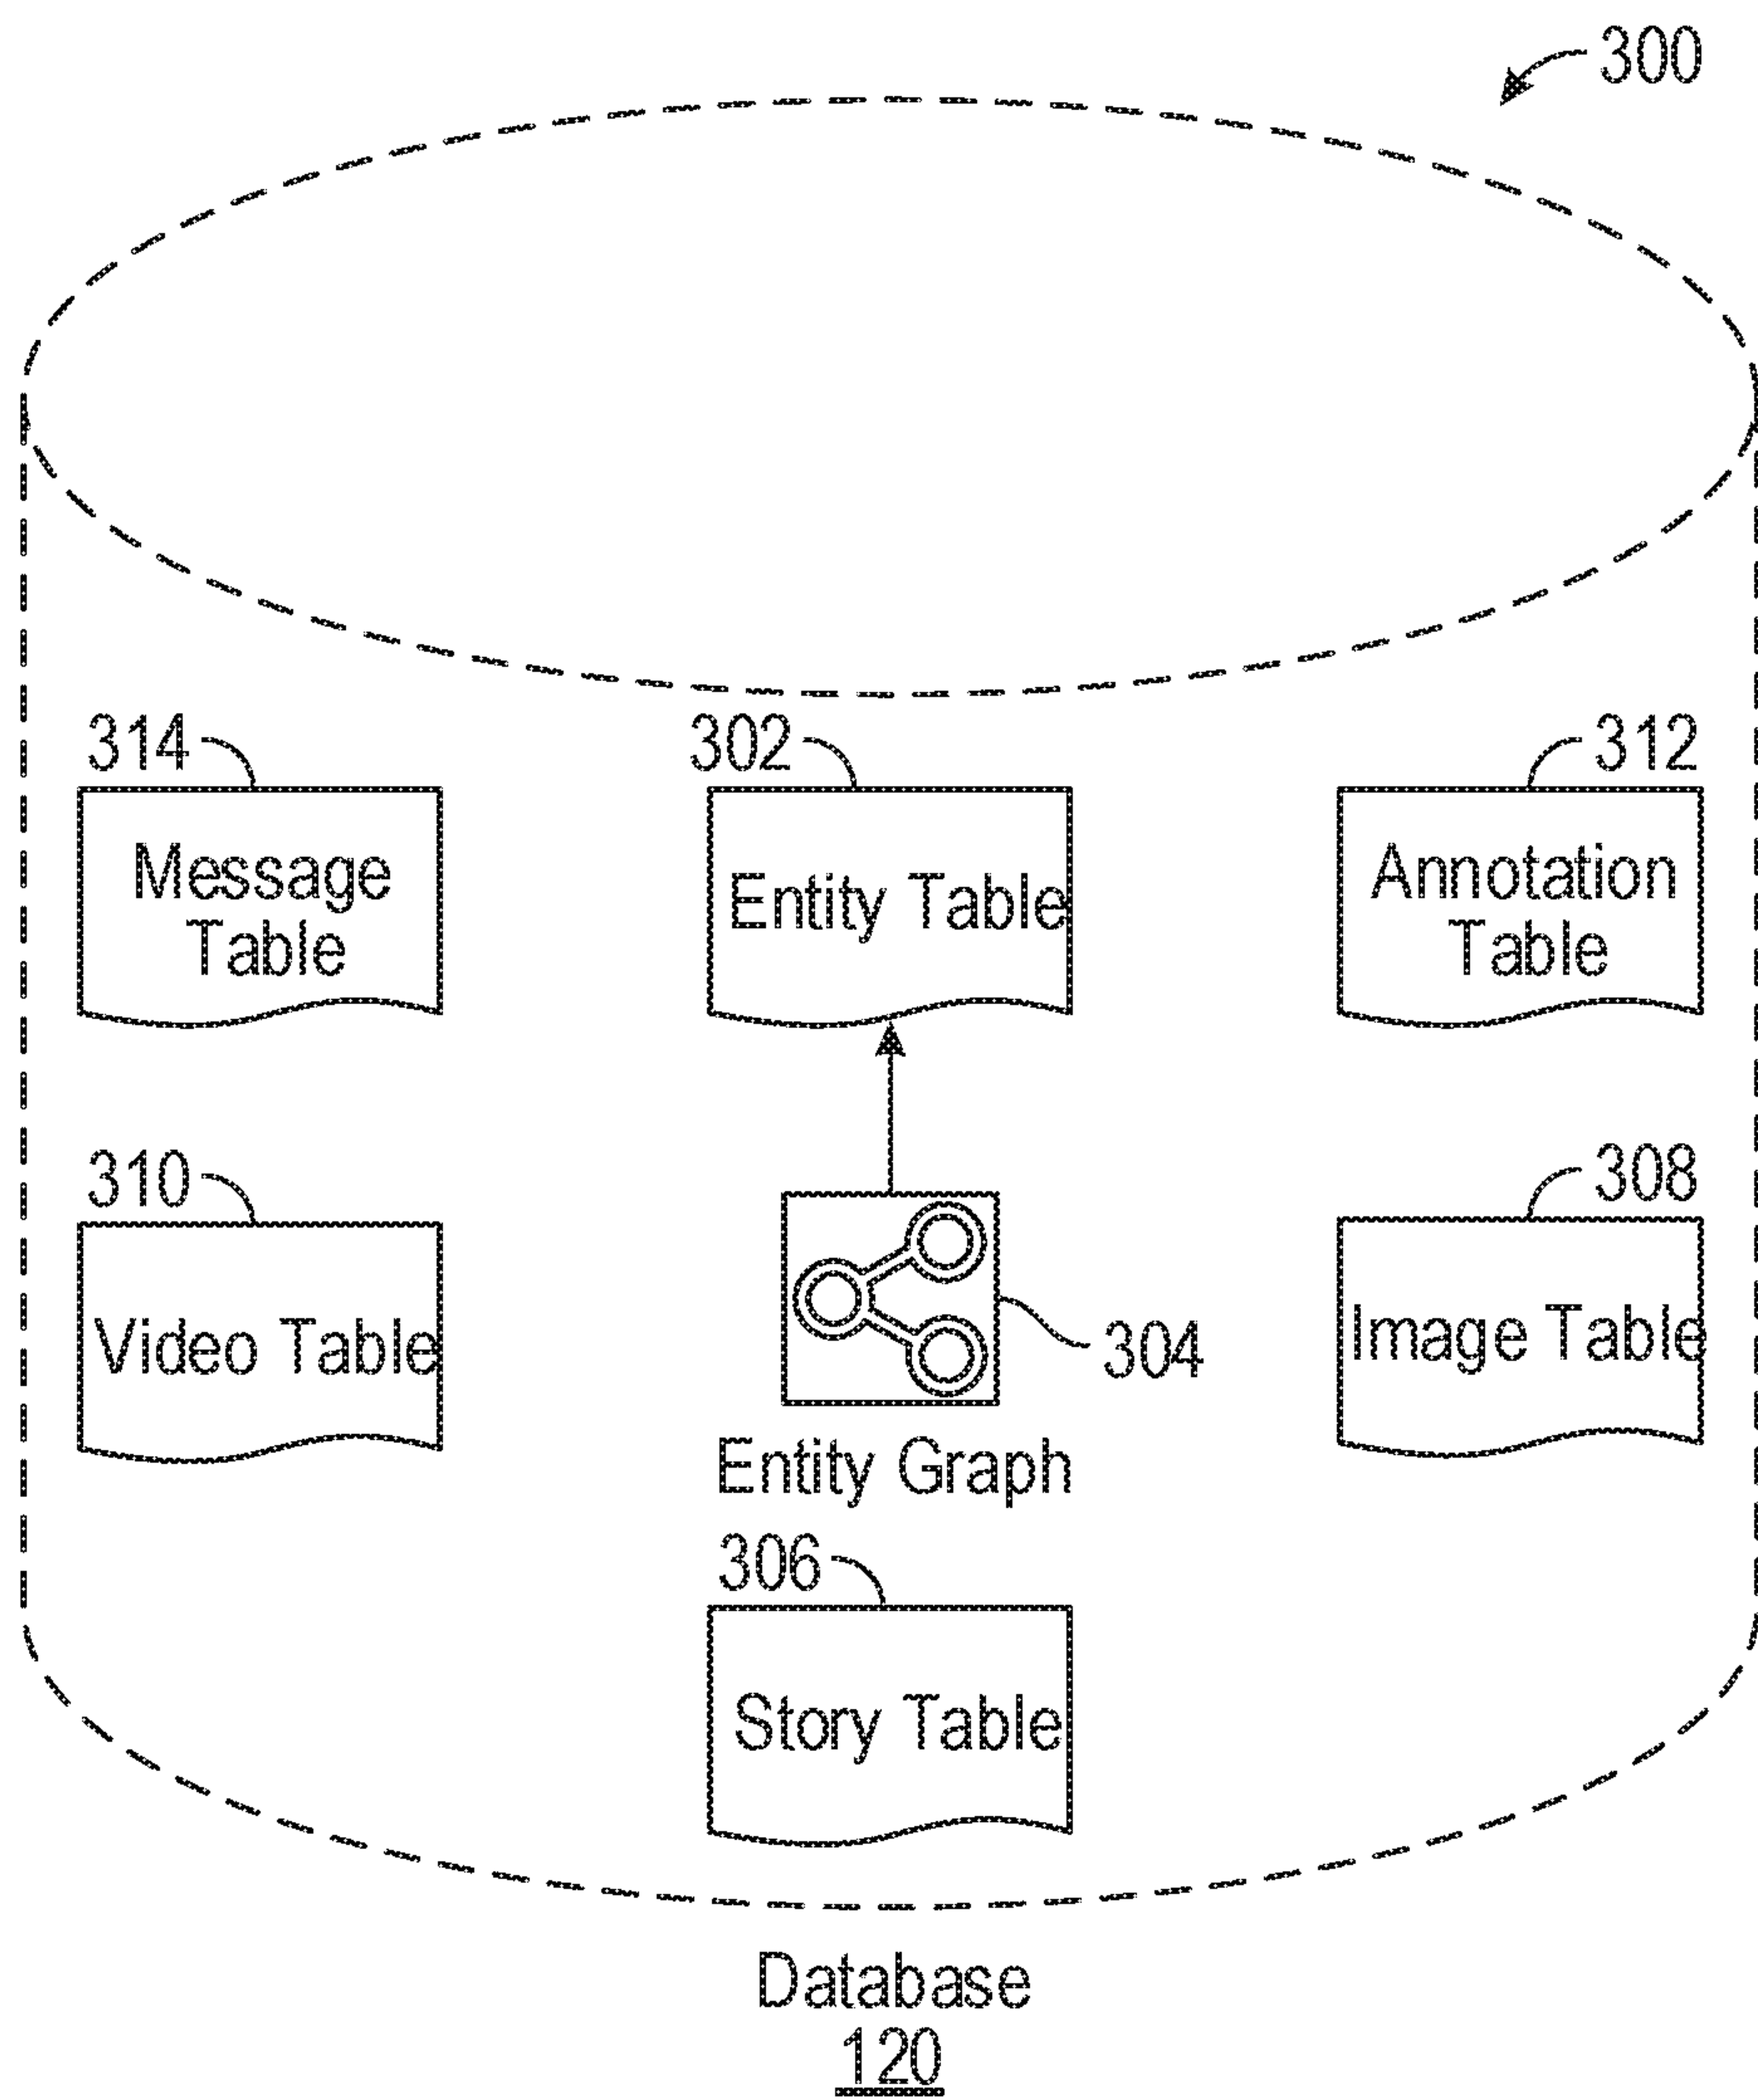 300
314
302
312
Message
Table
Entity Table
Annotation
Table
310
308
Video Table
304
Image Table
Entity Graph
306
Story Table
Database
120